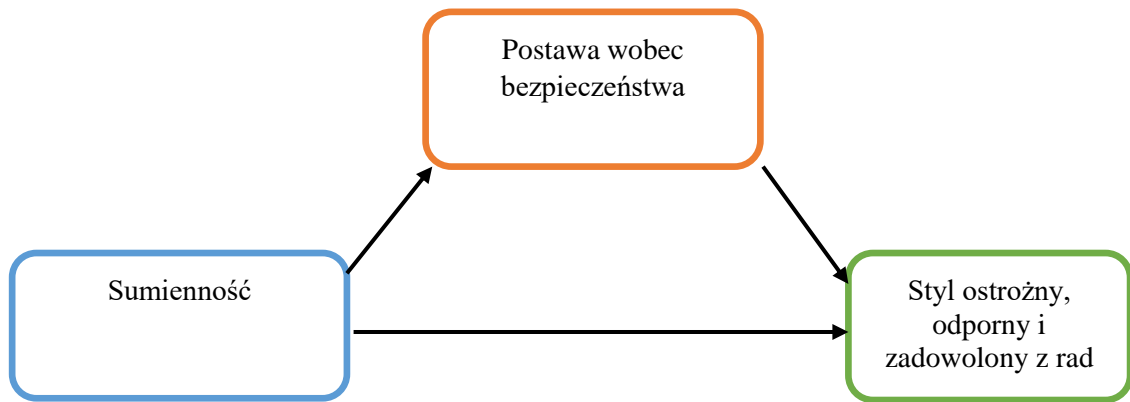 Postawa wobec
bezpieczeństwa
Sumienność
Styl ostrożny,
odporny i
zadowolony z rad